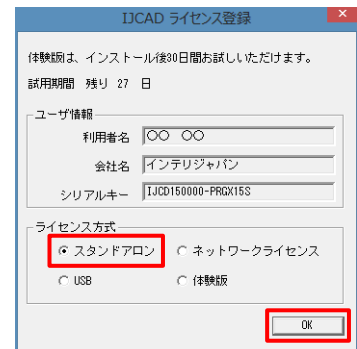 IJCAD ライセンス登録
体験版は、インストール後30日間お試しいただけます。
試用期間 残り 27 日
ユーザ情報
利用者名 〇〇 〇〇
会社名 インテリジャパン
シリアルキー IJCD150000-PRGX15S
ライセンス方式
スタンドアロン ネットワークライセンス
USB 体験版
OK